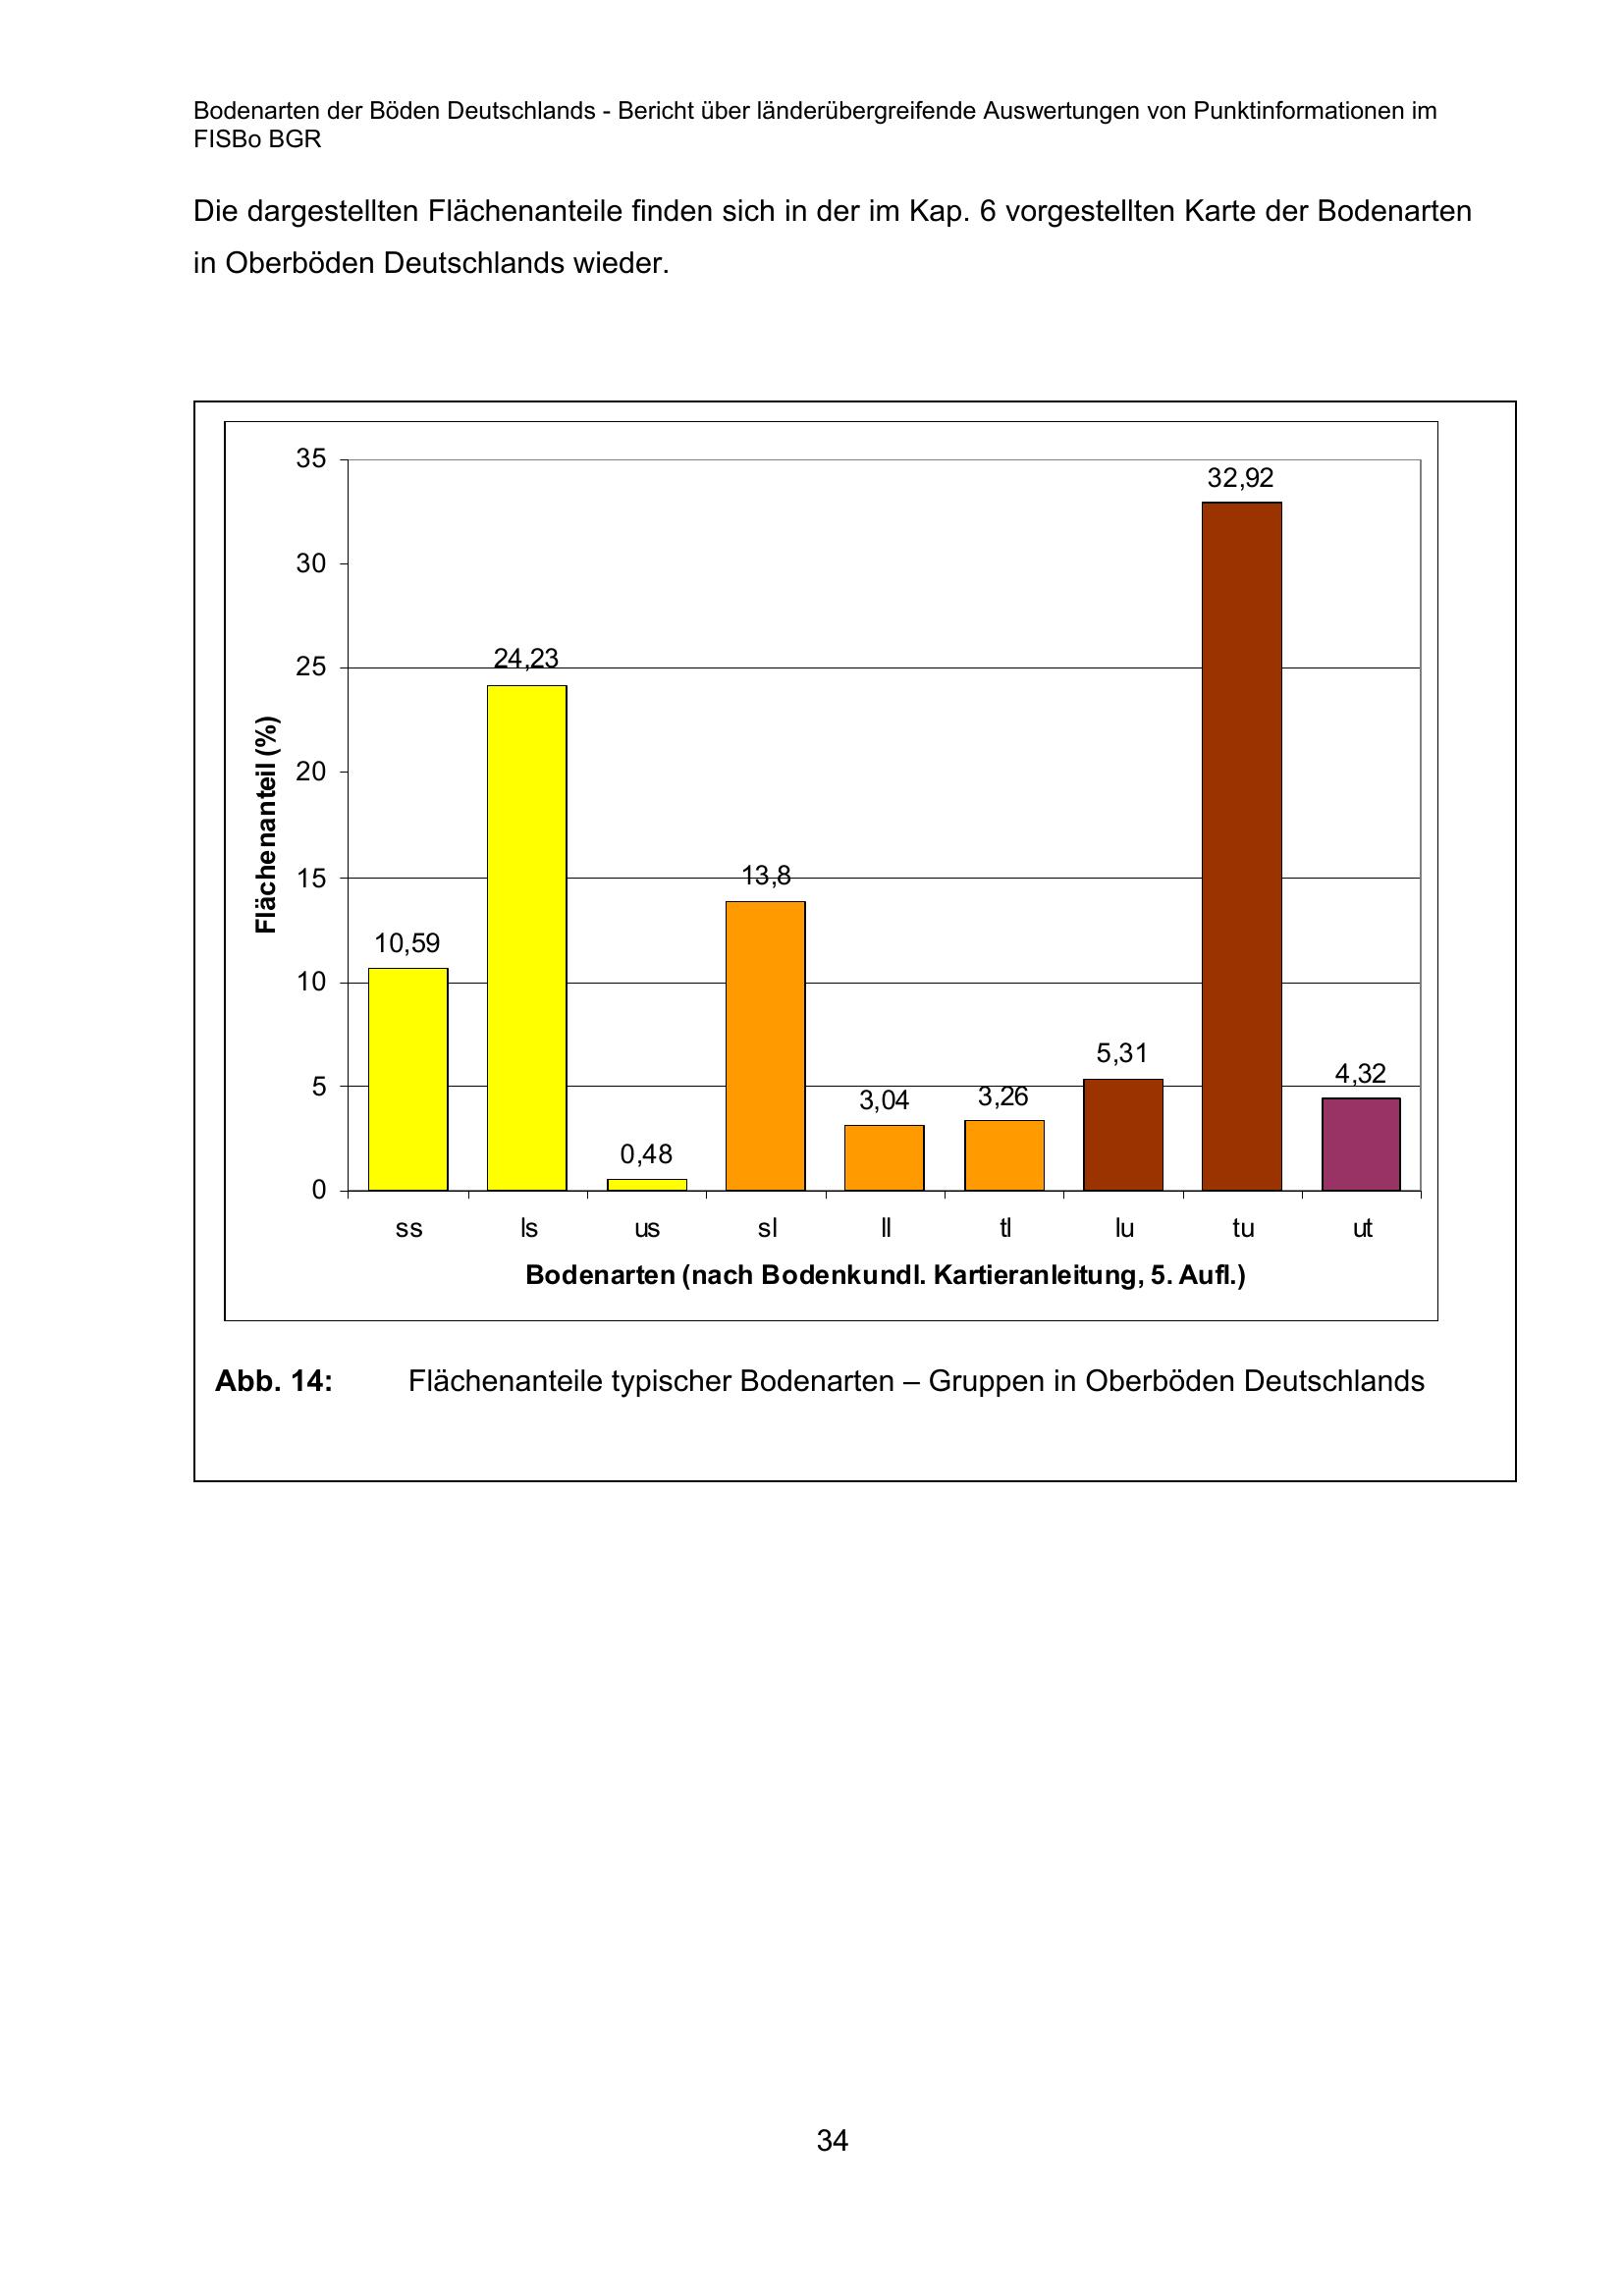 Bodenarten der Böden Deutschlands - Bericht über länderübergreifende Auswertungen von Punktinformationen im
FISBo BGR
Die dargestellten Flächenanteile finden sich in der im Kap. 6 vorgestellten Karte der Bodenarten
in Oberböden Deutschlands wieder.
35
30
25
20
15
10
5
0
Flächenanteil (%)
10,59
24,23
0,48
13,8
3,04
3,26
5,31
32,92
4,32
ss ls us sl ll tl lu tu ut
Bodenarten (nach Bodenkundl. Kartieranleitung, 5. Aufl.)
Abb. 14: Flächenanteile typischer Bodenarten – Gruppen in Oberböden Deutschlands
34